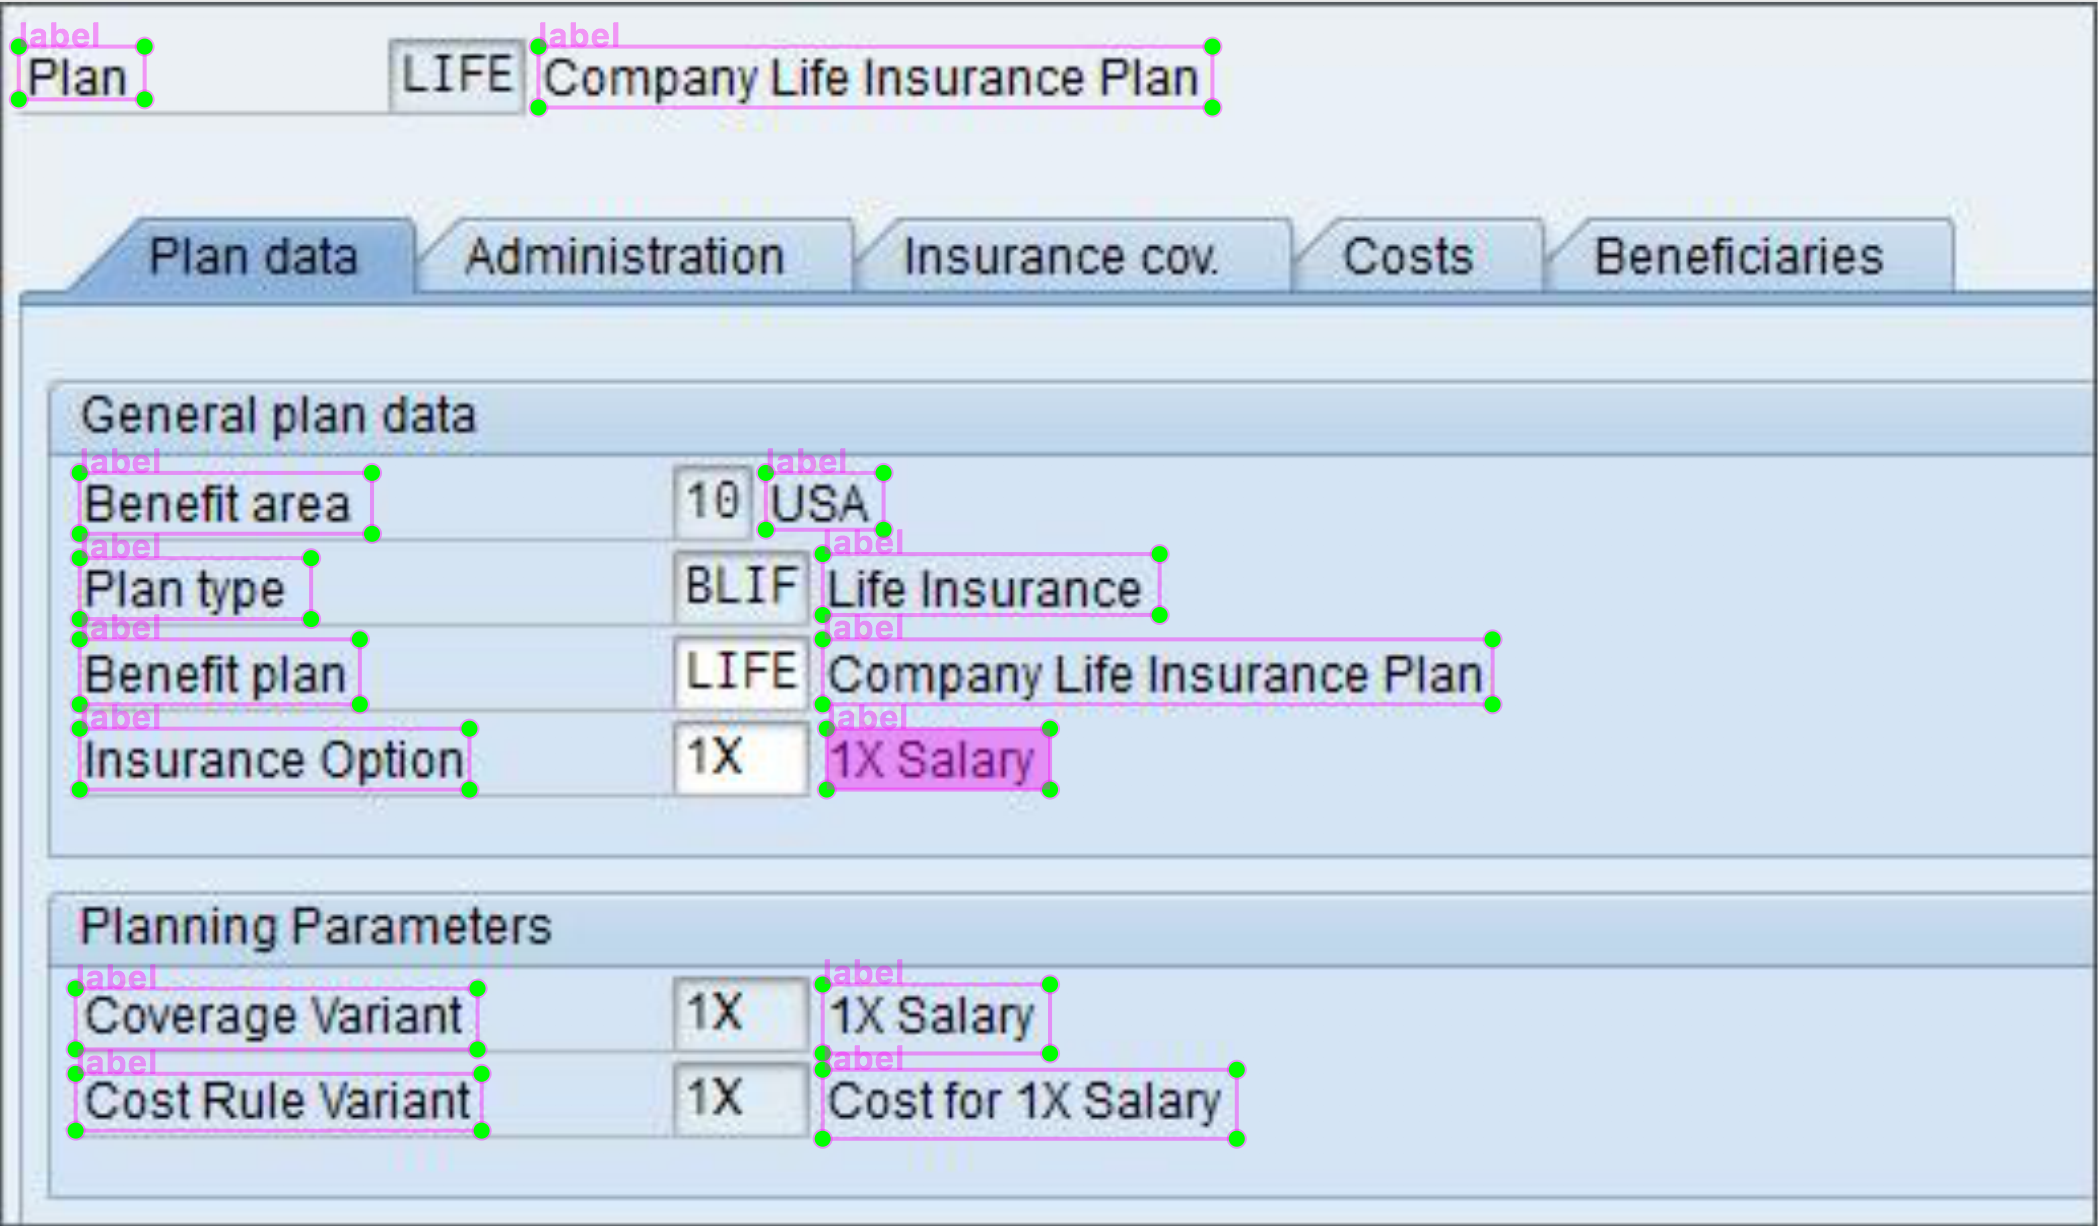 label label
Plan LIFE Company Life Insurance Plan
Plan data Administration Insurance cov. Costs Beneficiaries
General plan data
label label
Benefit area 10 USA
label label
Plan type BLIF Life Insurance
label label
Benefit plan LIFE Company Life Insurance Plan
label label
Insurance Option 1X 1X Salary
Planning Parameters
label label
Coverage Variant 1X 1X Salary
label label
Cost Rule Variant 1X Cost for 1X Salary